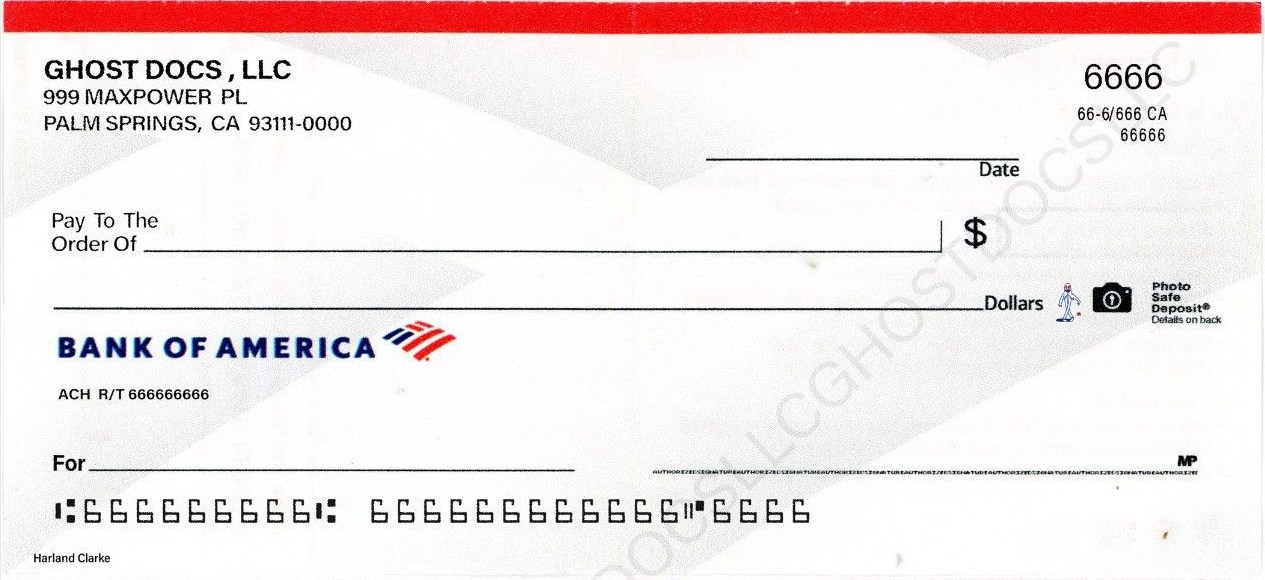 GHOST DOCS , LLC
999 MAXPOWER PL
PALM SPRINGS, CA 93111-0000
6666
66-6/666 CA
66666
Date
Pay To The
Order Of
$
Dollars
Photo
Safe
Deposit®
Details on back
BANK OF AMERICA
ACH R/T 666666666
For
MP
AUTHORIZEDSIGNATUREAUTHORIZEDSIGNATUREAUTHORIZEDSIGNATUREAUTHORIZEDSIGNATUREAUTHORIZEDSIGNATUREAUTHORIZE
⑆666666666⑆ 666666666666⑈6666
Harland Clarke
DOCSLLCGHOSTDOCSLLC